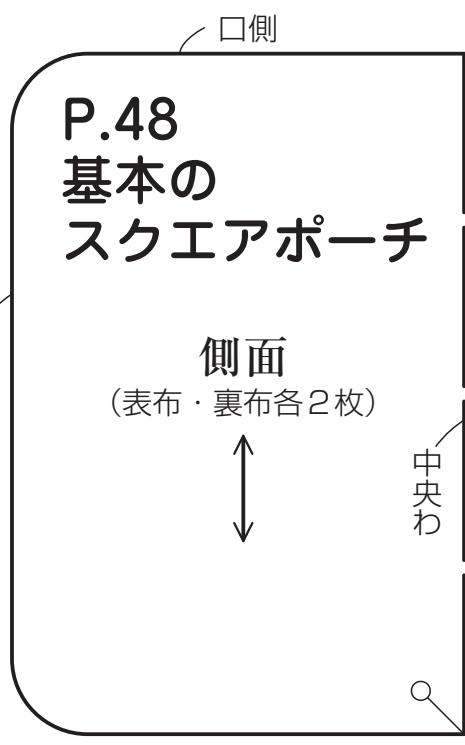 口側
P.48
基本の
スクエアポーチ
側面
（表布・裏布各２枚）
中央わ